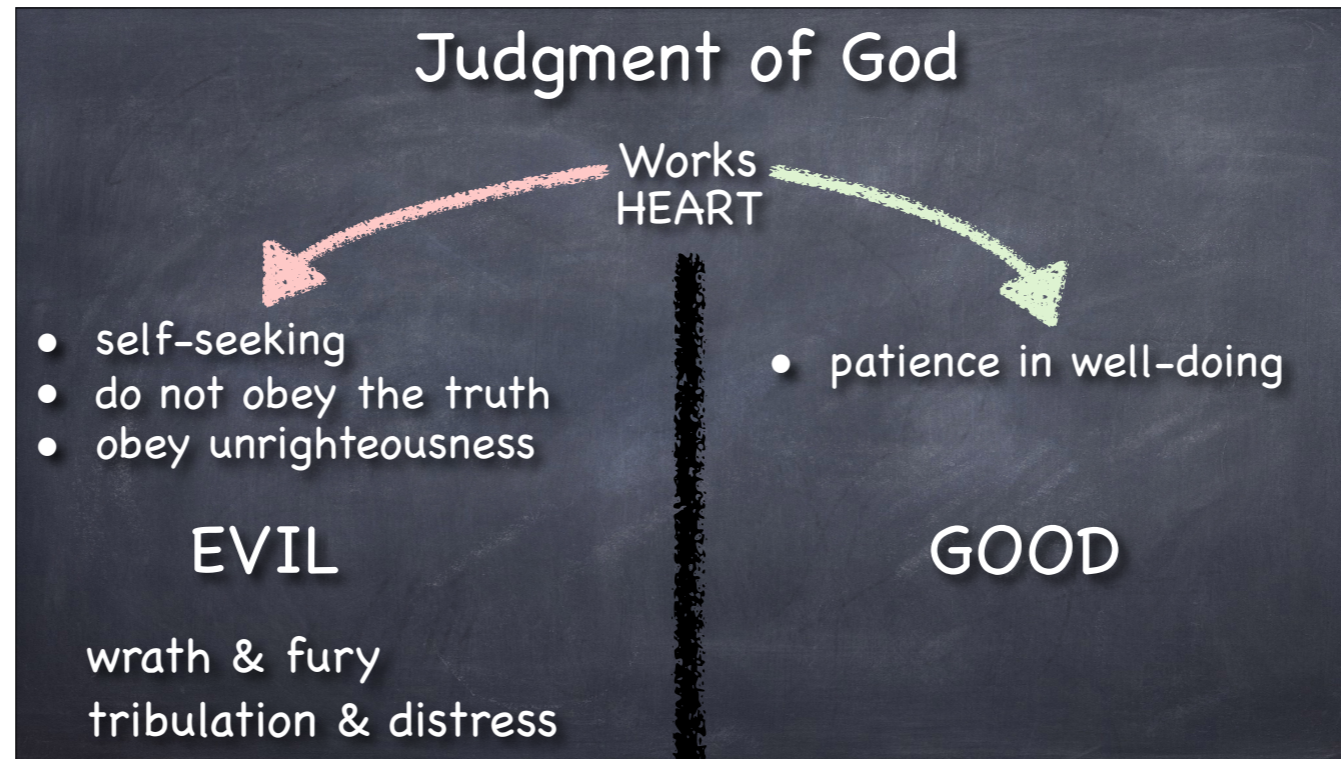 Judgment of God
Works
HEART
• self-seeking
• do not obey the truth
• obey unrighteousness
• patience in well-doing
EVIL
GOOD
wrath & fury
tribulation & distress